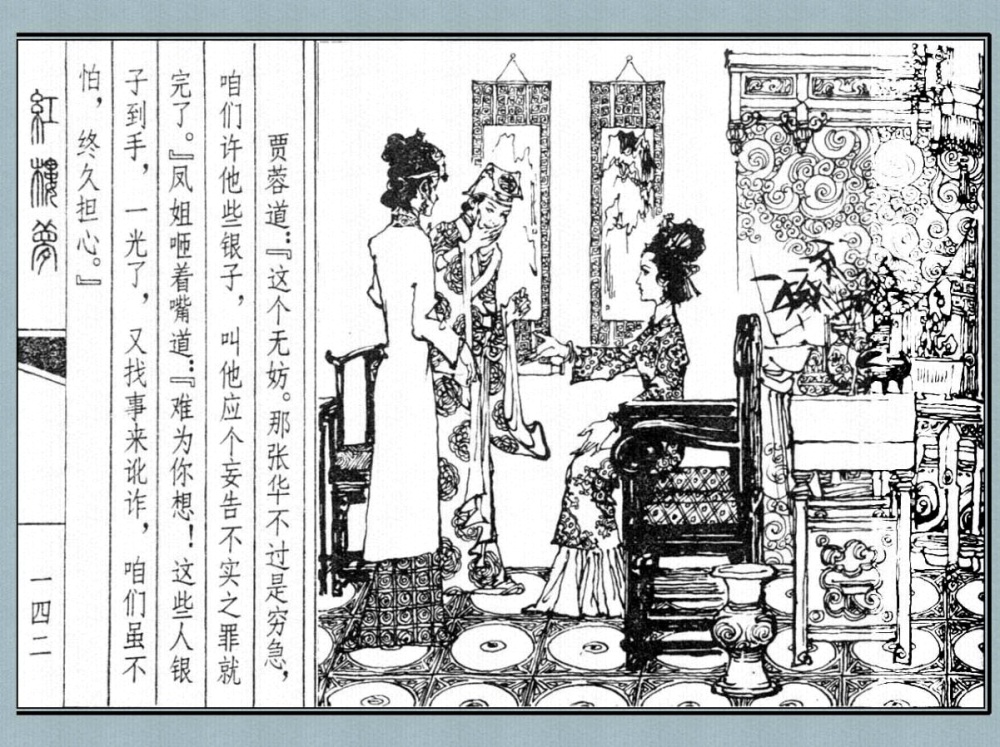 贾蓉道：『这个无妨。那张华不过是穷急，
咱们许他些银子，叫他应个妄告不实之罪就
完了。』凤姐咂着嘴道：『难为你想！这些人银
子到手，一光了，又找事来讹诈，咱们虽不
怕，终久担心。』
紅樓夢
一四二